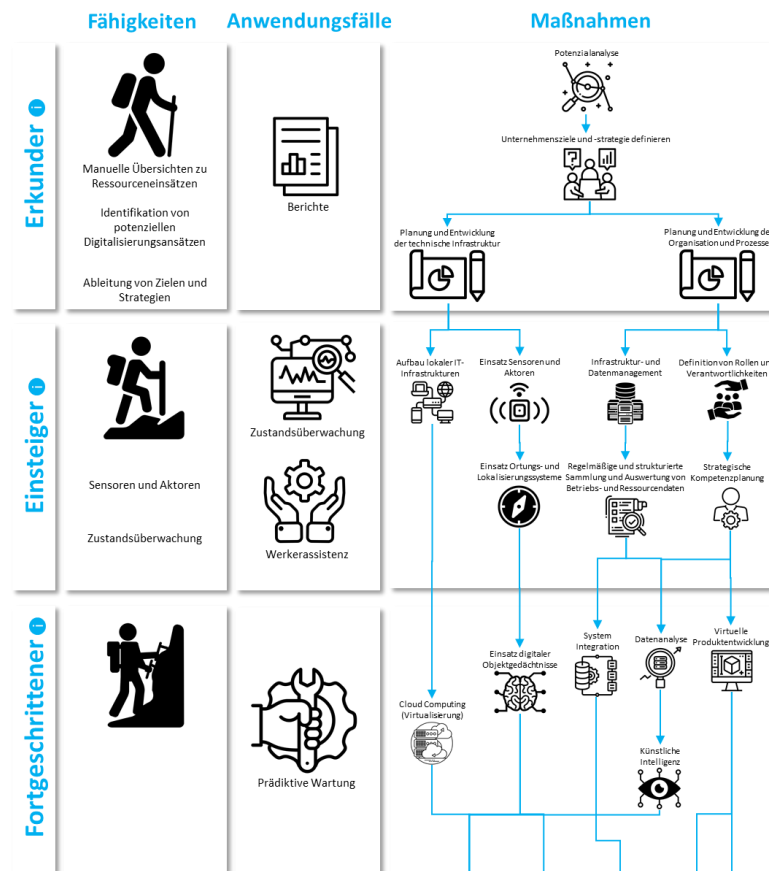 Fähigkeiten
Anwendungsfälle
Maßnahmen
Erkunder
Manuelle Übersichten zu
Ressourceneinsätzen
Identifikation von
potenziellen
Digitalisierungsansätzen
Ableitung von Zielen und
Strategien
Berichte
Potenzialanalyse
Unternehmensziele und -strategie definieren
Planung und Entwicklung
der technische Infrastruktur
Planung und Entwicklung de
Organisation und Prozesse
Einsteiger
Sensoren und Aktoren
Zustandsüberwachung
Zustandsüberwachung
Werkerassistenz
Aufbau lokaler IT-
Infrastrukturen
Einsatz Sensoren und
Aktoren
Infrastruktur- und
Datenmanagement
Definition von Rollen un
Verantwortlichkeiten
Einsatz Ortungs- und
Lokalisierungssysteme
Regelmäßige und strukturierte
Sammlung und Auswertung von
Betriebs- und Ressourcendaten
Strategische
Kompetenzplanung
Fortgeschrittener
Prädiktive Wartung
Cloud Computing
(Virtualisierung)
Einsatz digitaler
Objektgedächtnisse
System
Integration
Datenanalyse
Virtuelle
Produktentwicklung
Künstliche
Intelligenz